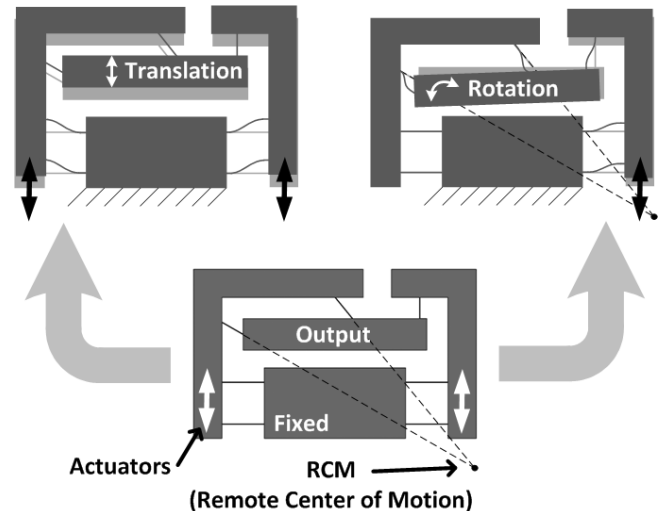 Translation
Rotation
Output
Fixed
Actuators
RCM
(Remote Center of Motion)